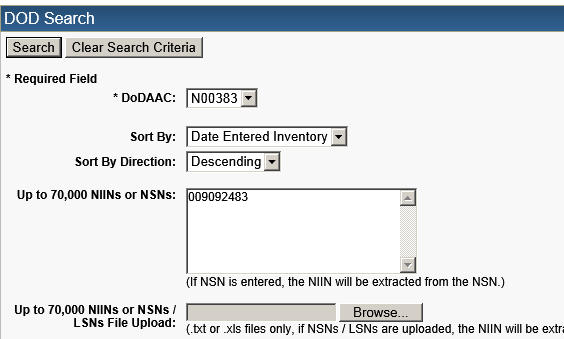 DOD Search
Search Clear Search Criteria
* Required Field
* DoDAAC: N00383
Sort By: Date Entered Inventory
Sort By Direction: Descending
Up to 70,000 NIINs or NSNs: 009092483
(If NSN is entered, the NIIN will be extracted from the NSN.)
Up to 70,000 NIINs or NSNs /
LSNs File Upload: Browse...
(.txt or .xls files only, if NSNs / LSNs are uploaded, the NIIN will be extra